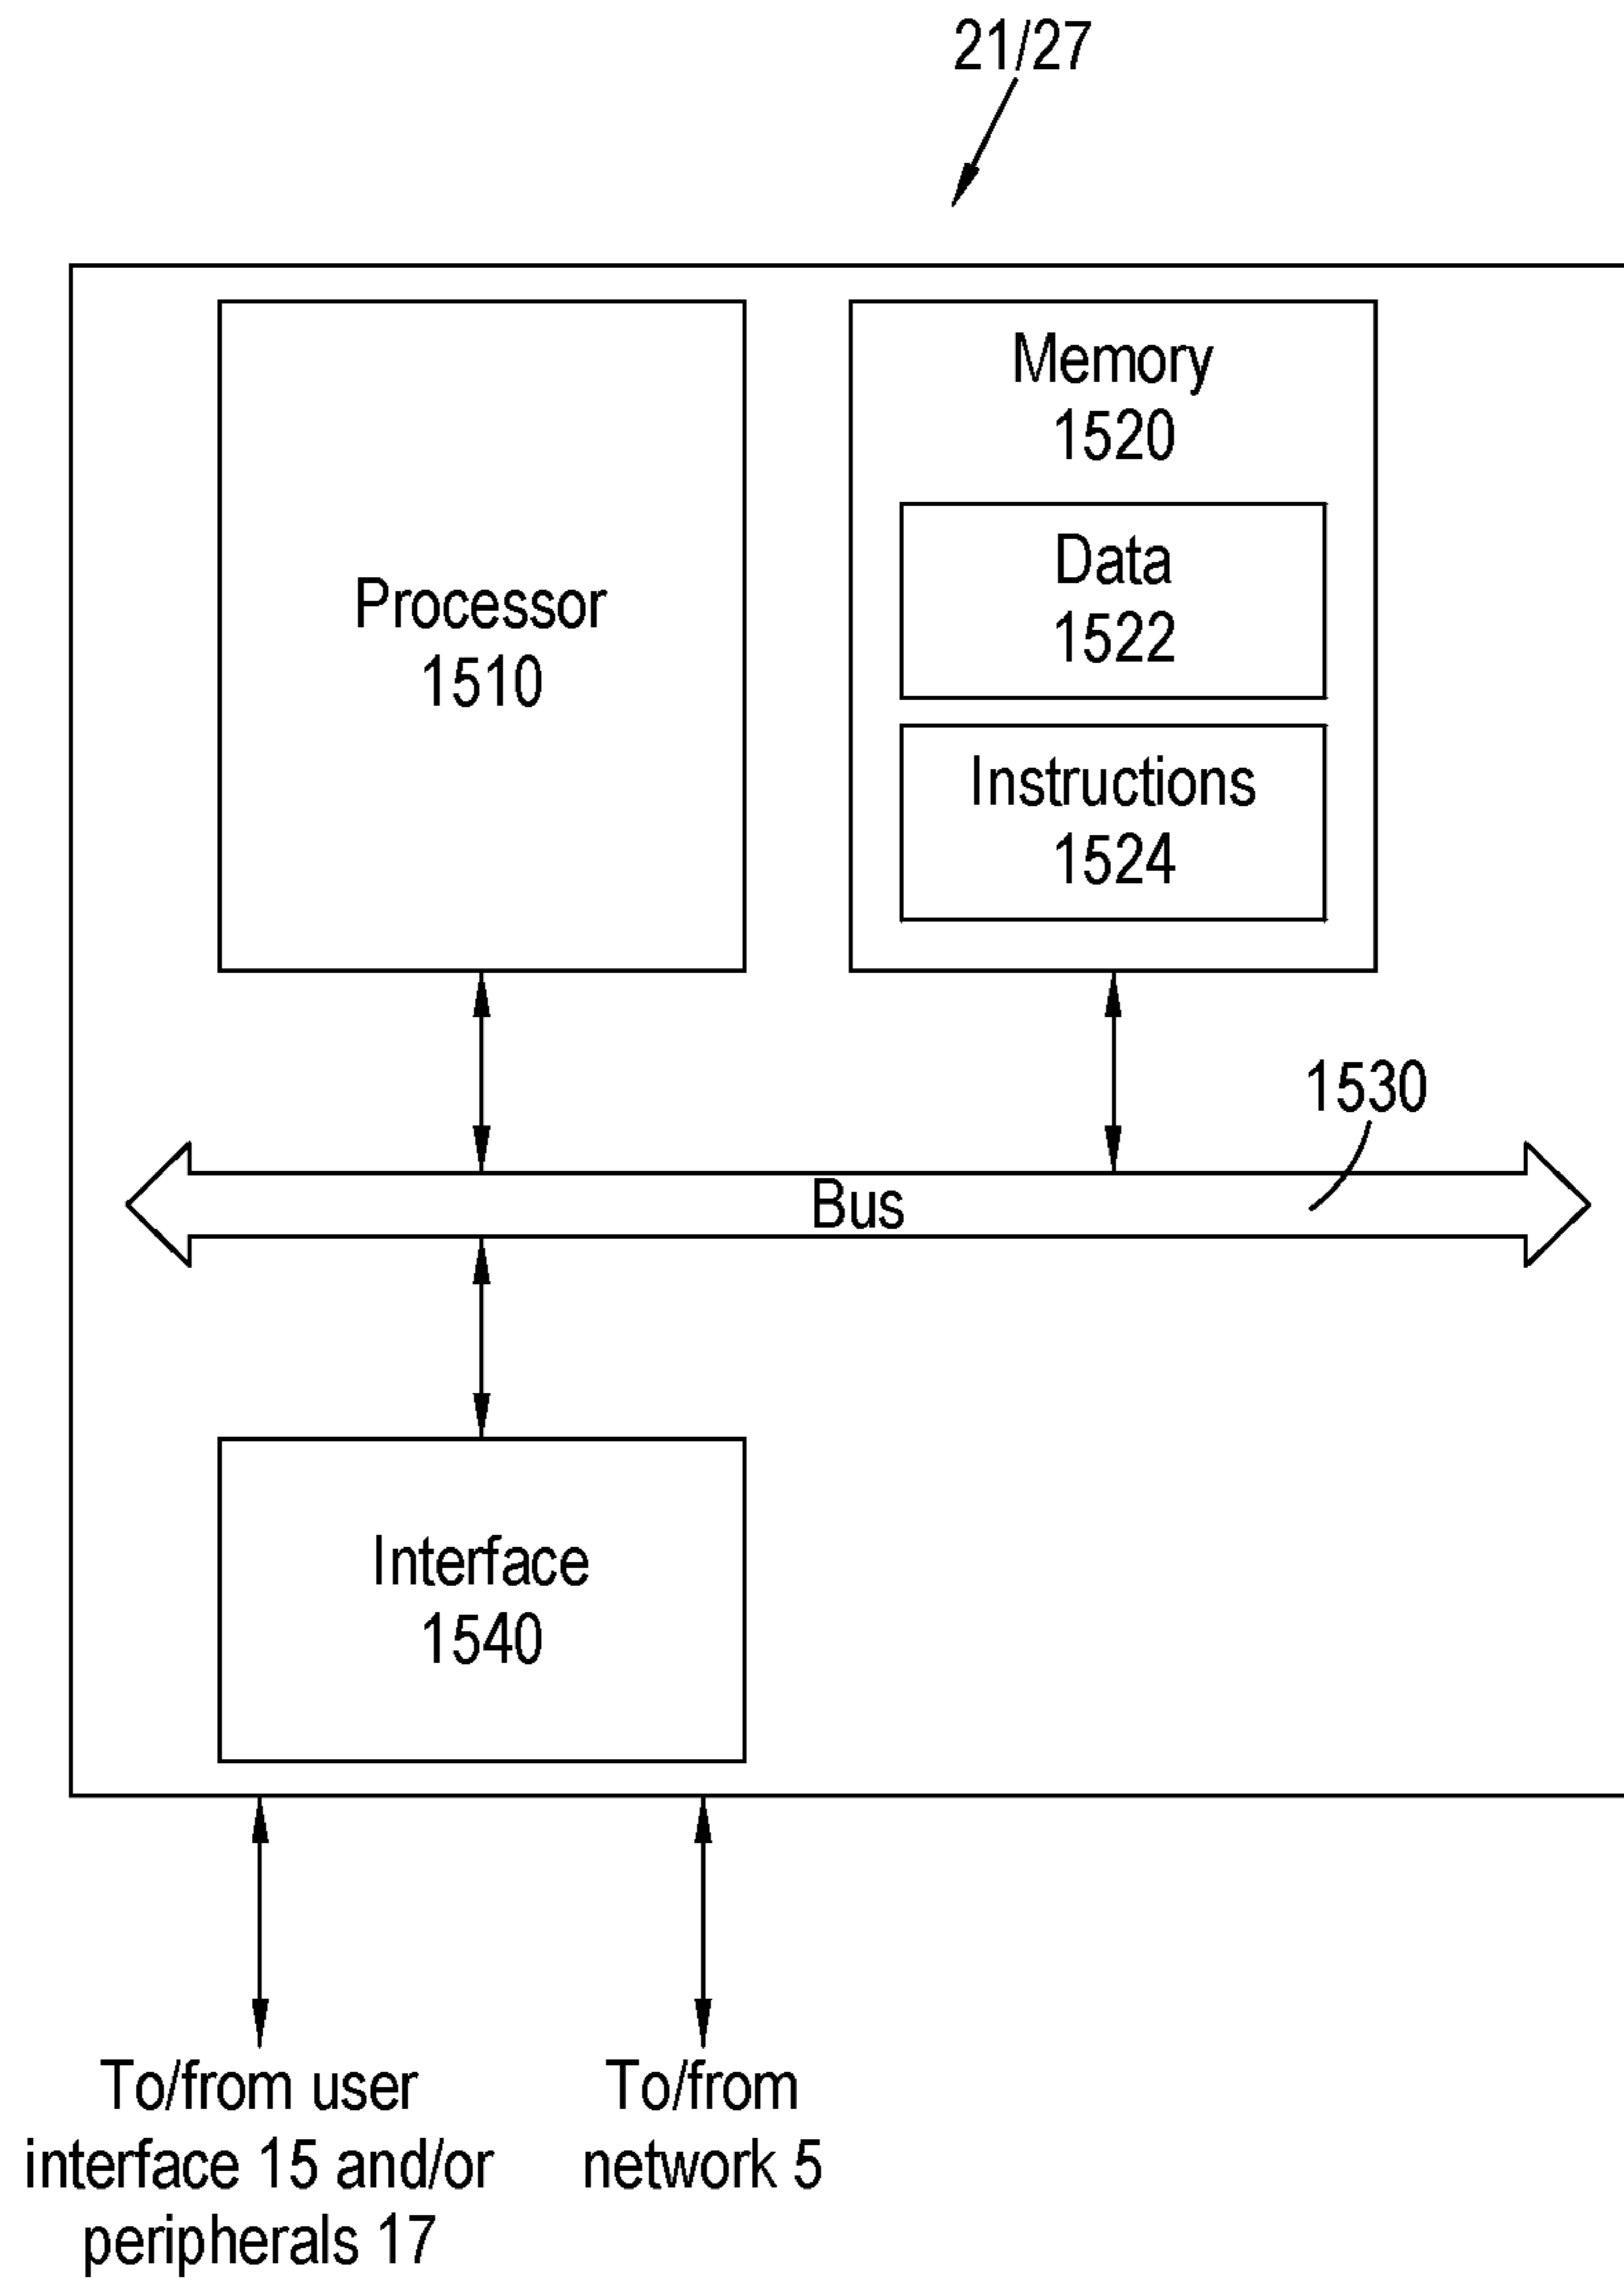 21/27
Processor
1510
Memory
1520
Data
1522
Instructions
1524
1530
Bus
Interface
1540
To/from user
interface 15 and/or
peripherals 17
To/from
network 5